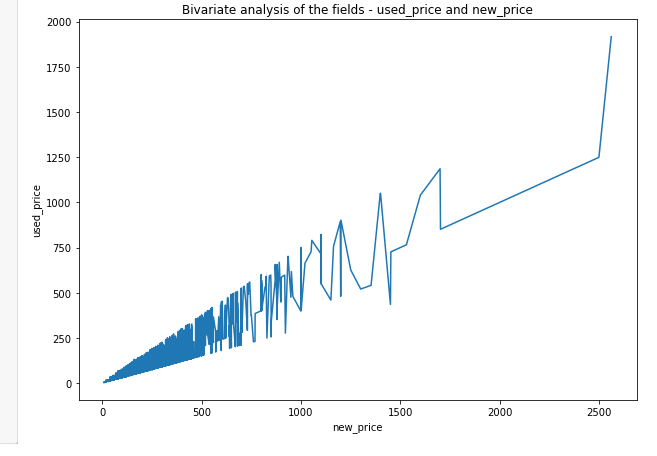 Bivariate analysis of the fields - used_price and new_price
2000
1750
1500
1250
1000
750
500
250
0
used_price
0 500 1000 1500 2000 2500
new_price